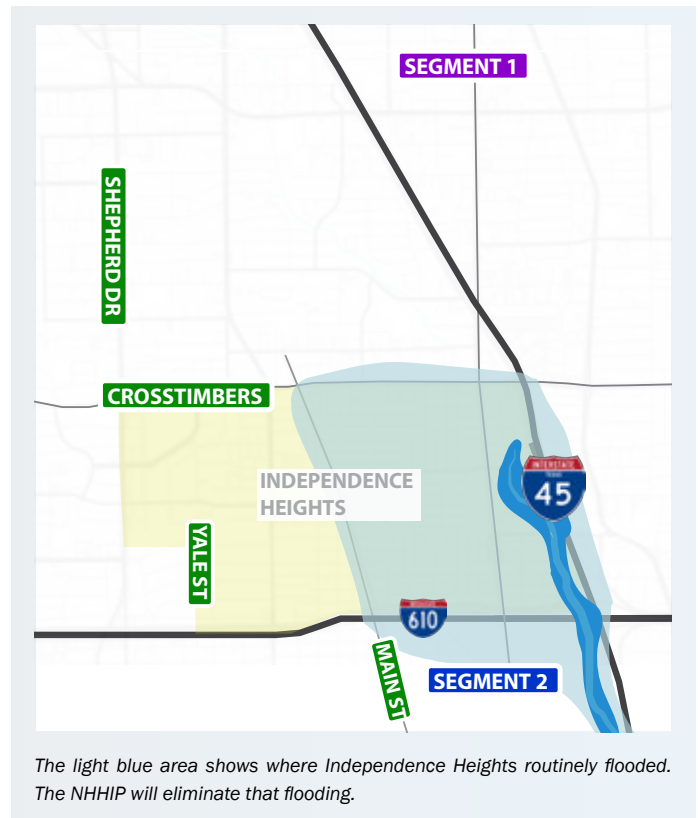 SEGMENT 1
SHEPHERD DR
CROSSTIMBERS
INDEPENDENCE
HEIGHTS
INTERSTATE
TEXAS
45
YALE ST
INTERSTATE
610
MAIN ST
SEGMENT 2
The light blue area shows where Independence Heights routinely flooded.
The NHHIP will eliminate that flooding.